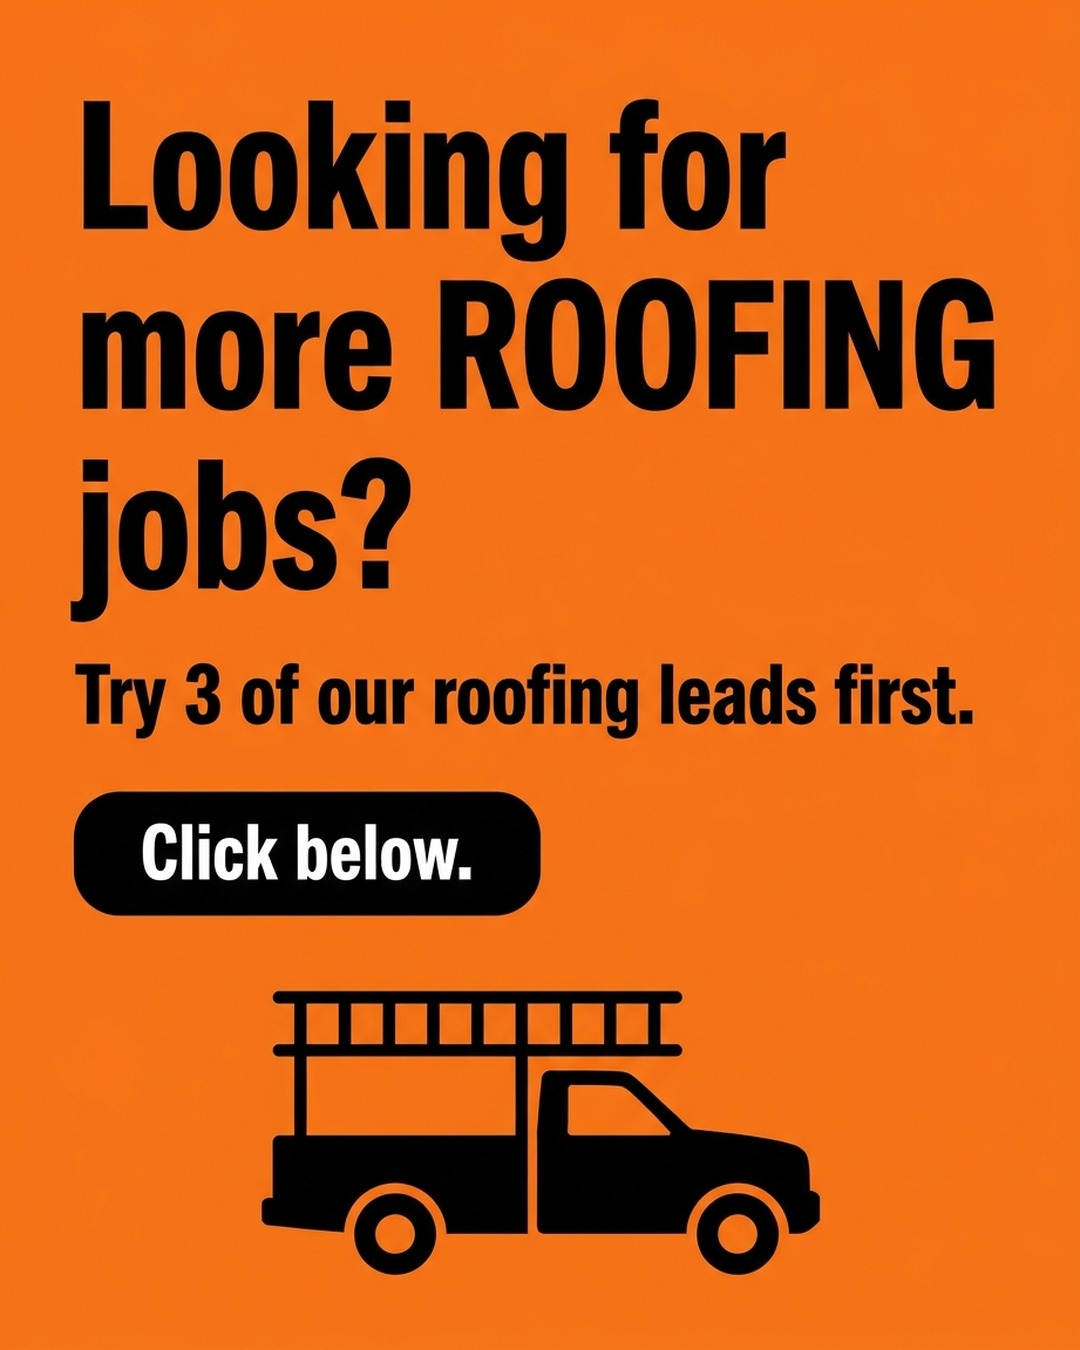 Looking for
more ROOFING
jobs?
Try 3 of our roofing leads first.
Click below.